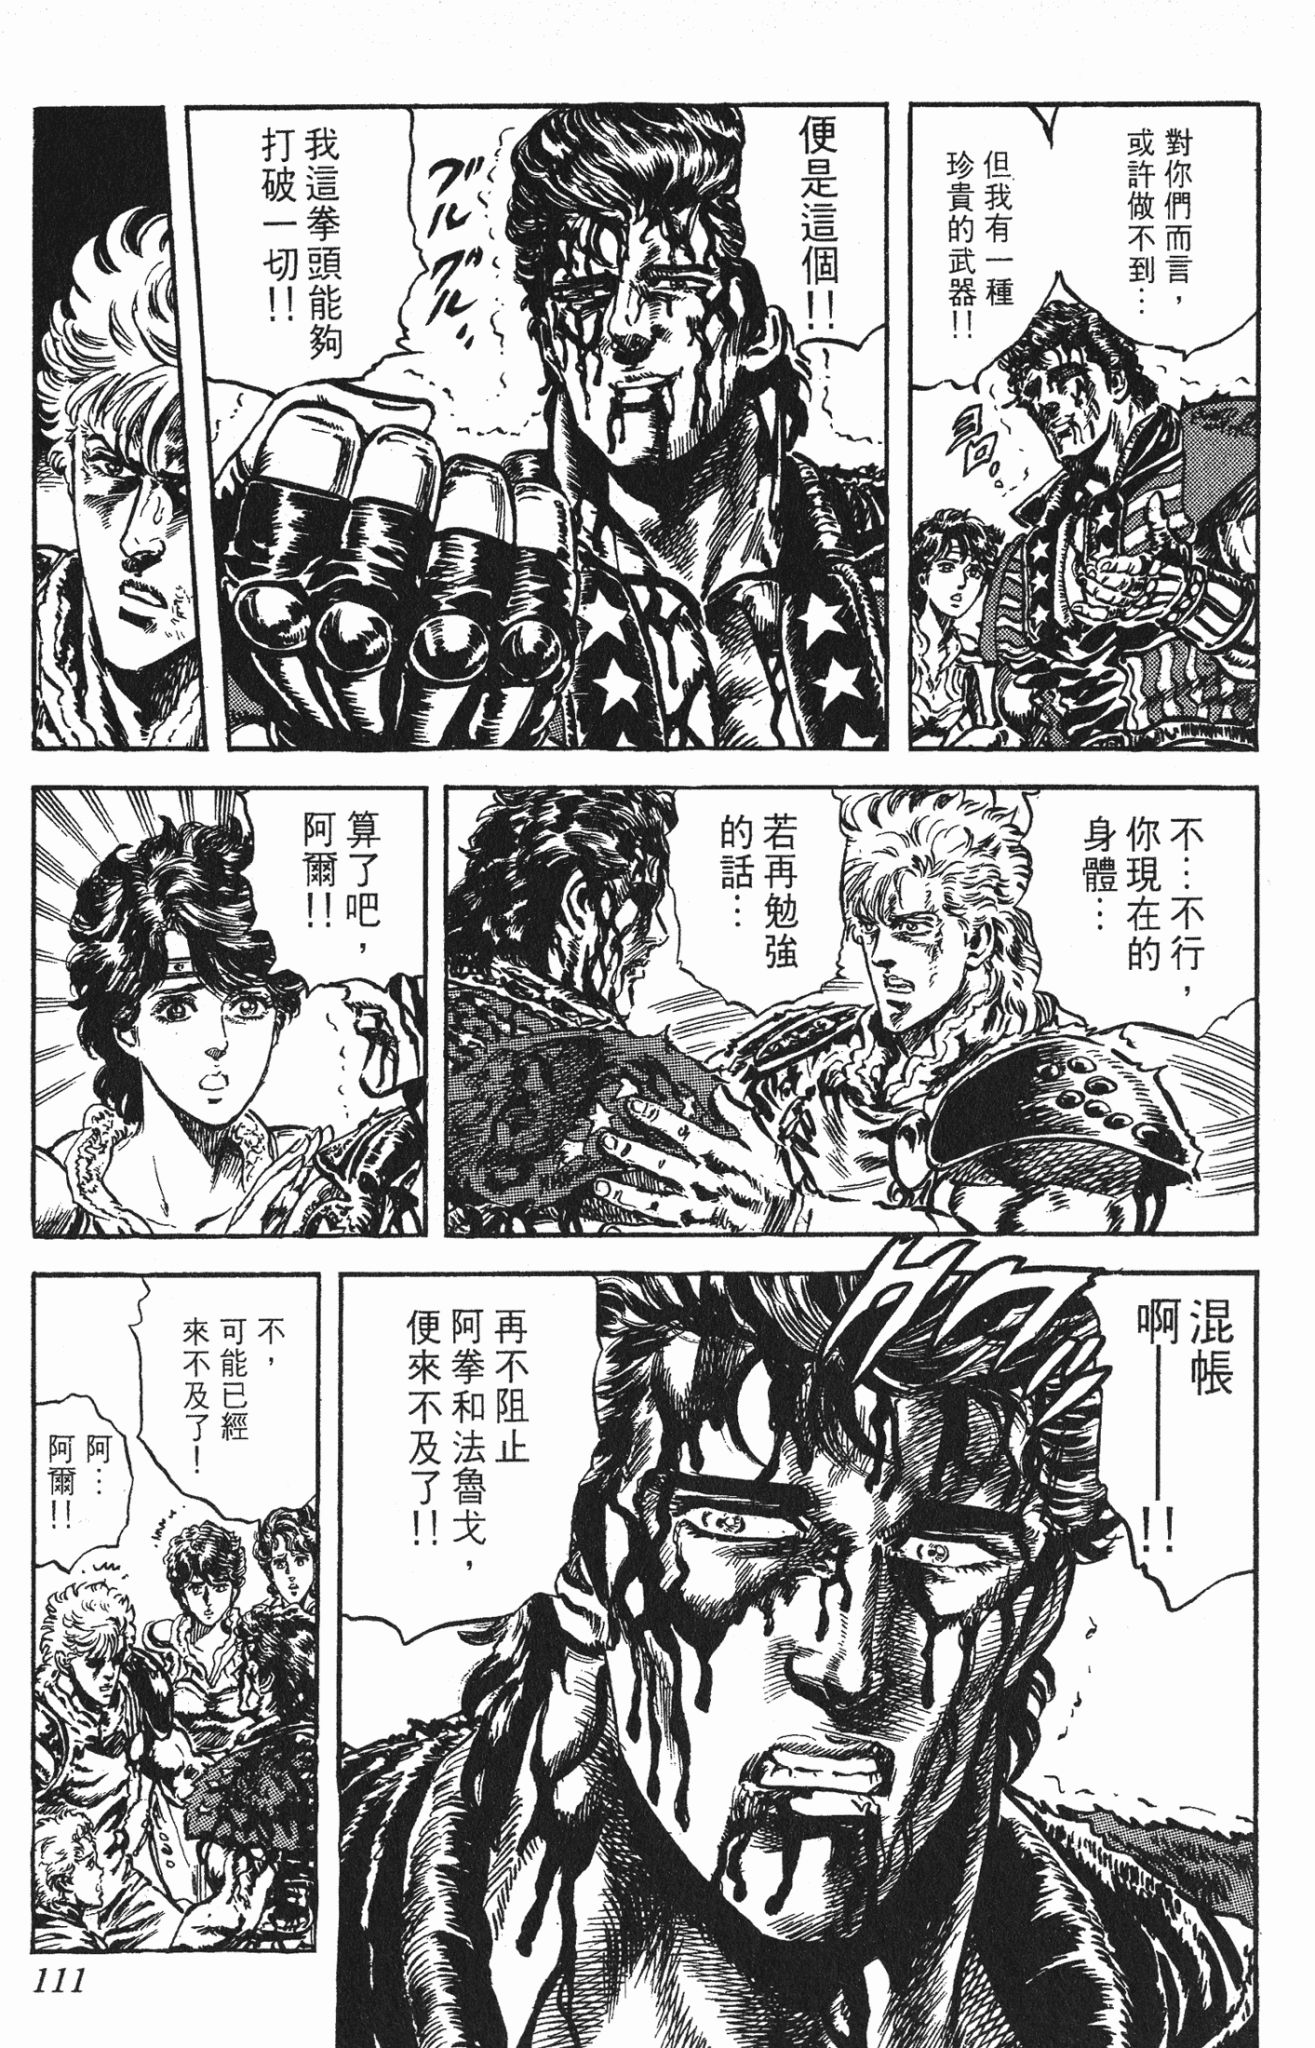 對你們而言，
或許做不到…
但我有一種
珍貴的武器!!
便是這個!!
ブルブル
我這拳頭能夠
打破一切!!
不…不行，
你現在的
身體…
若再勉強
的話…
算了吧，
阿爾!!
混帳
啊——!!
再不阻止
阿拳和法魯戈，
便來不及了!!
不，
可能已經
來不及了！
阿…
阿爾!!
111